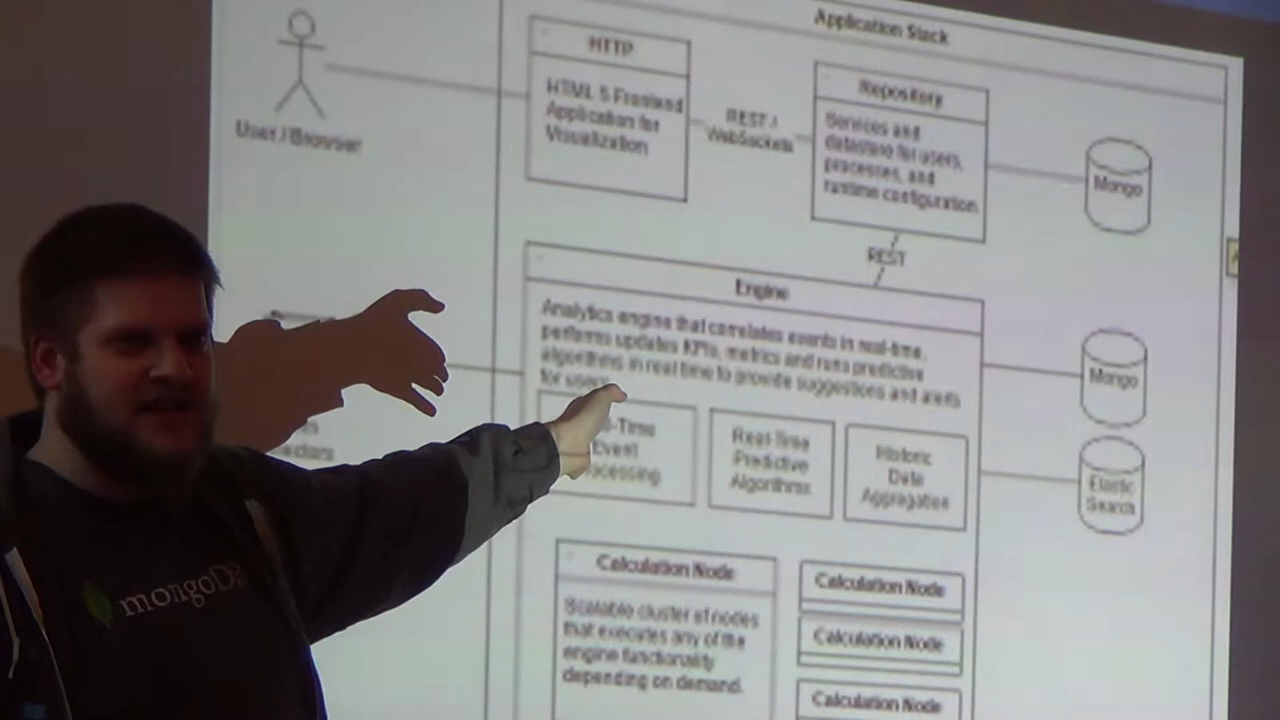 Application Stack
HTTP
HTML 5 Frontend
Application for
Visualization
User / Browser
REST /
WebSockets
Repository
Services and
datastore for users,
processes, and
runtime configuration.
Mongo
REST
Engine
Analytics engine that correlates events in real-time,
performs updates KPIs, metrics and runs predictive
algorithms in real time to provide suggestions and alerts
for users
Mongo
-Time
Event
Real-Time
Predictive
Algorithms
Historic
Data
Aggregation
Elastic
Search
Calculation Node
Scalable cluster of nodes
that executes any of the
engine functionality
depending on demand.
Calculation Node
Calculation Node
Calculation Node
mongoDB